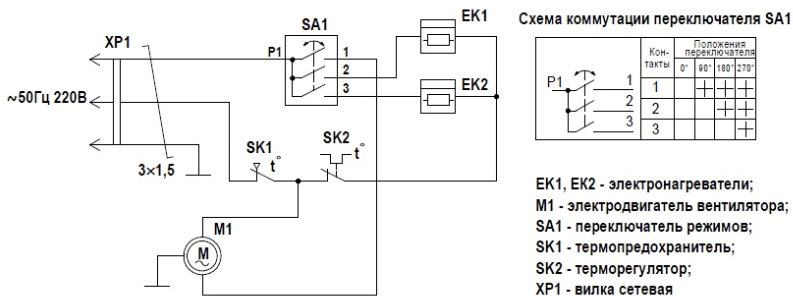 XP1
~50Гц 220В
3×1,5
SA1
P1
1
2
3
EK1
EK2
SK1
t°
SK2
t°
M1
M
~
Схема коммутации переключателя SA1
P1
1
2
3
Кон-
такты
Положения
переключателя
0° 90° 180° 270°
1 + + +
2 + +
3 +
EK1, EK2 - электронагреватели;
M1 - электродвигатель вентилятора;
SA1 - переключатель режимов;
SK1 - термопредохранитель;
SK2 - терморегулятор;
XP1 - вилка сетевая